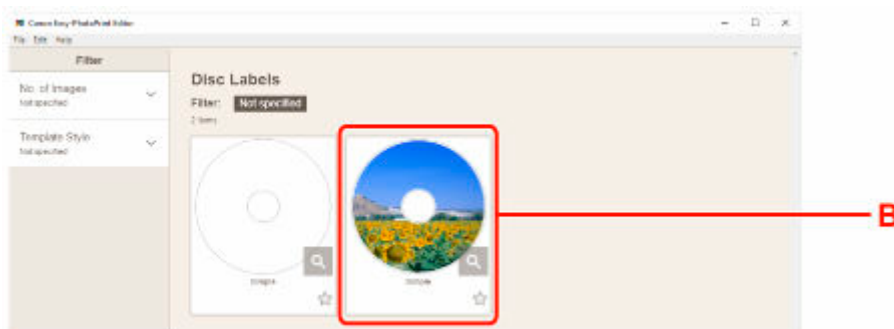 Canon Easy-PhotoPrint Editor
File Edit Help
Filter
No. of Images
Not specified
Template Style
Not specified
Disc Labels
Filter: Not specified
2 items
Simple
Simple
B